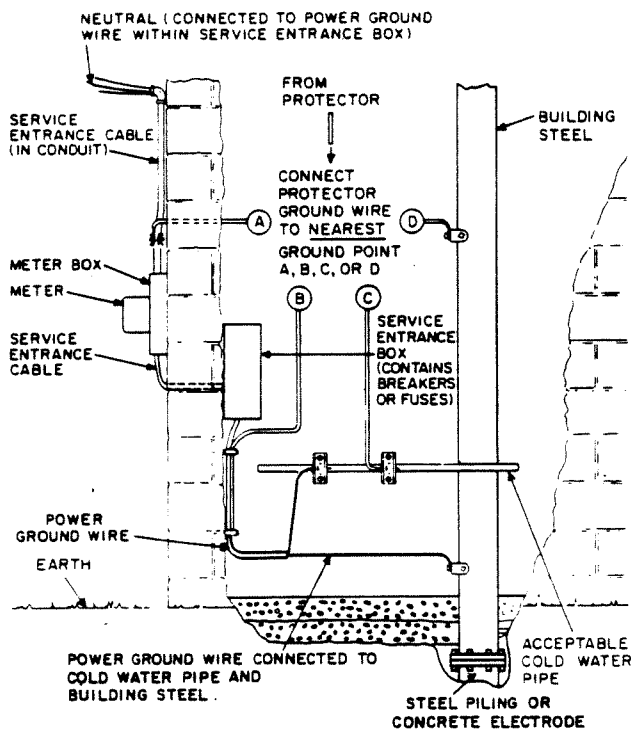 NEUTRAL (CONNECTED TO POWER GROUND
WIRE WITHIN SERVICE ENTRANCE BOX)
FROM
PROTECTOR
BUILDING
STEEL
SERVICE
ENTRANCE CABLE
(IN CONDUIT)
CONNECT
PROTECTOR
GROUND WIRE
TO NEAREST
GROUND POINT
A, B, C, OR D
A
D
METER BOX
METER
B
C
SERVICE
ENTRANCE
CABLE
SERVICE
ENTRANCE
BOX
(CONTAINS
BREAKERS
OR FUSES)
POWER
GROUND WIRE
EARTH
POWER GROUND WIRE CONNECTED TO
COLD WATER PIPE AND
BUILDING STEEL.
ACCEPTABLE
COLD WATER
PIPE
STEEL PILING OR
CONCRETE ELECTRODE